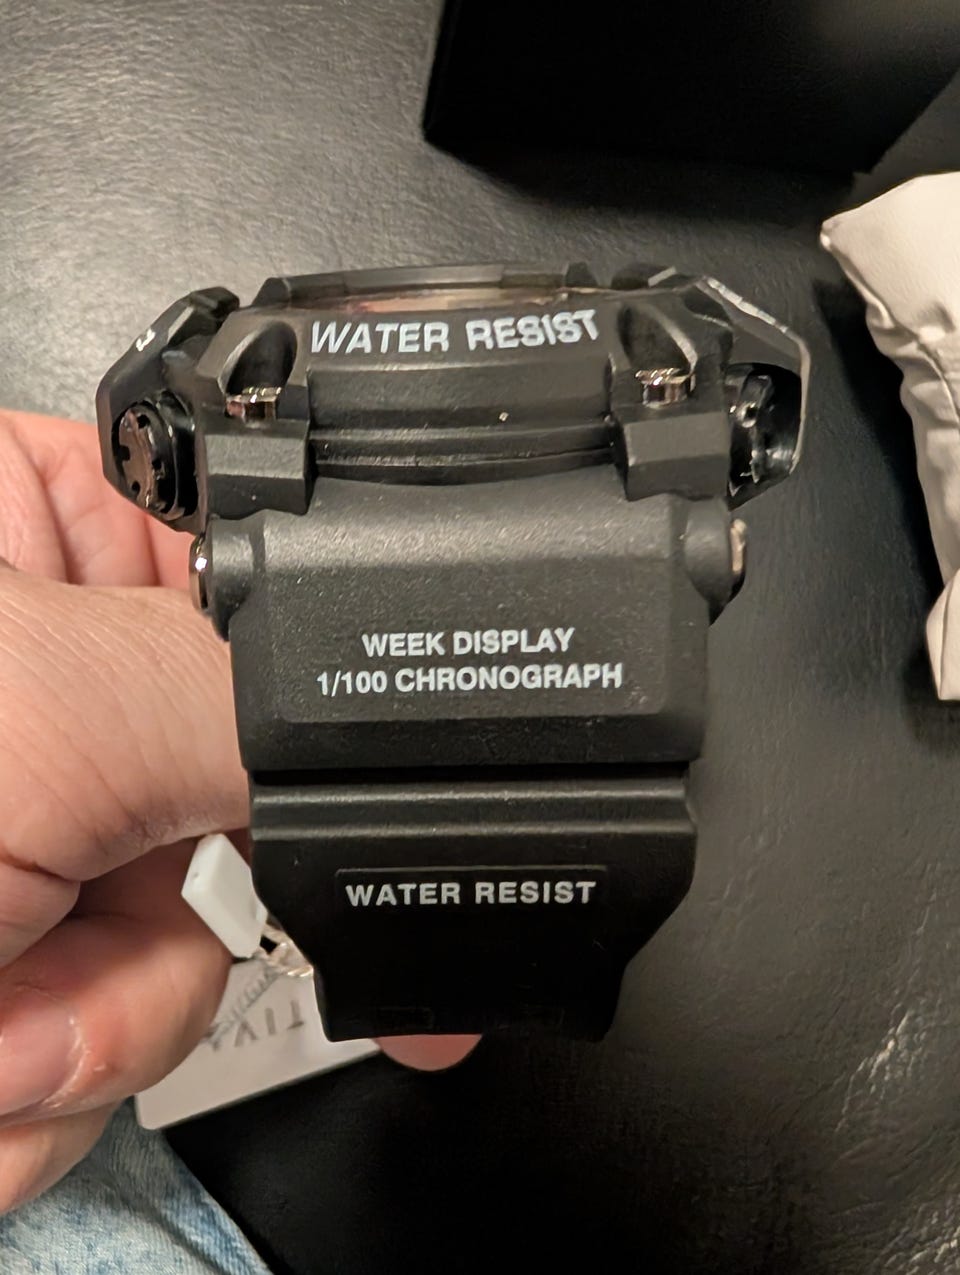 WATER RESIST
WEEK DISPLAY
1/100 CHRONOGRAPH
WATER RESIST